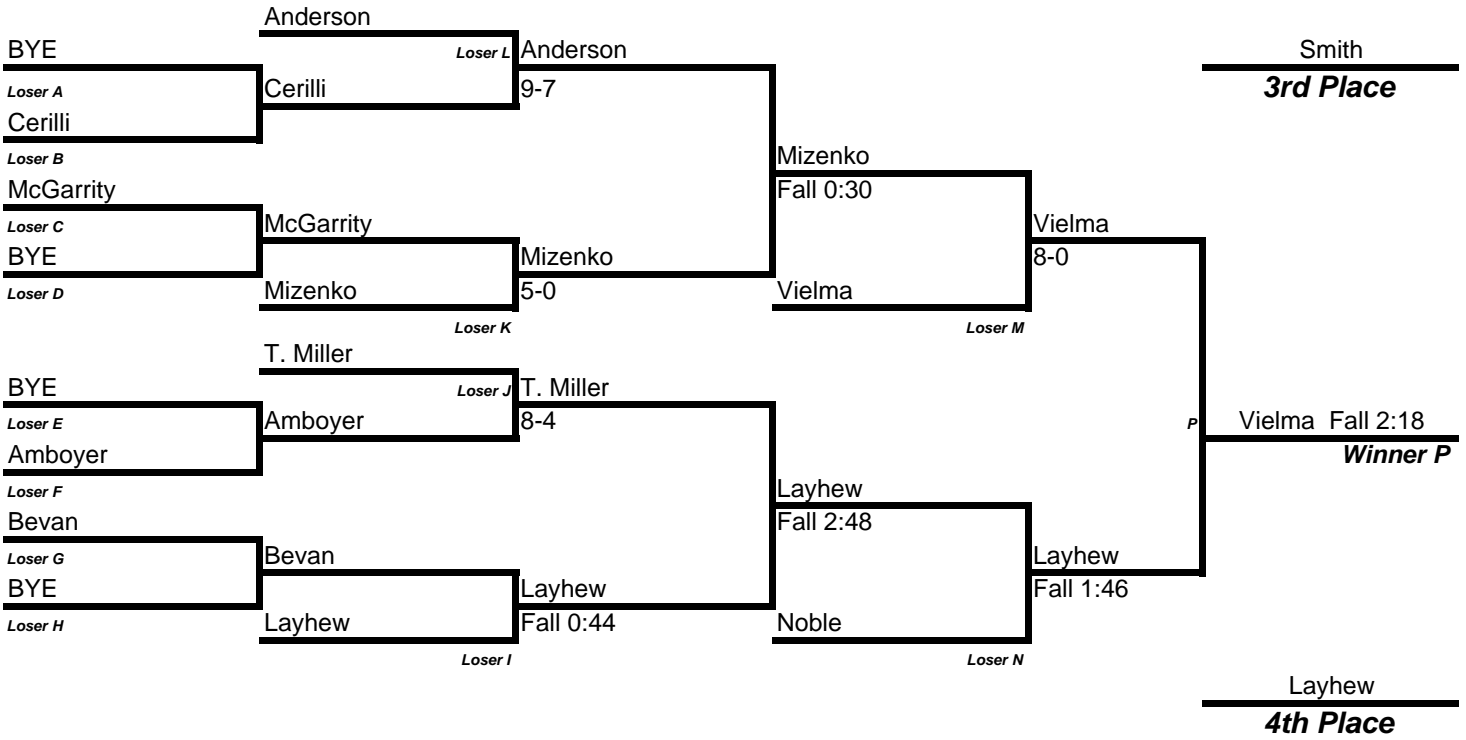 Anderson
BYE
Loser L
Anderson
Smith
Loser A
Cerilli
9-7
3rd Place
Cerilli
Loser B
Mizenko
McGarrity
Fall 0:30
Loser C
McGarrity
Vielma
BYE
Mizenko
8-0
Loser D
Mizenko
5-0
Vielma
Loser K
Loser M
T. Miller
BYE
Loser J
T. Miller
Loser E
Amboyer
8-4
P
Vielma Fall 2:18
Amboyer
Winner P
Loser F
Layhew
Bevan
Fall 2:48
Loser G
Bevan
Layhew
BYE
Layhew
Fall 1:46
Loser H
Layhew
Fall 0:44
Noble
Loser I
Loser N
Layhew
4th Place